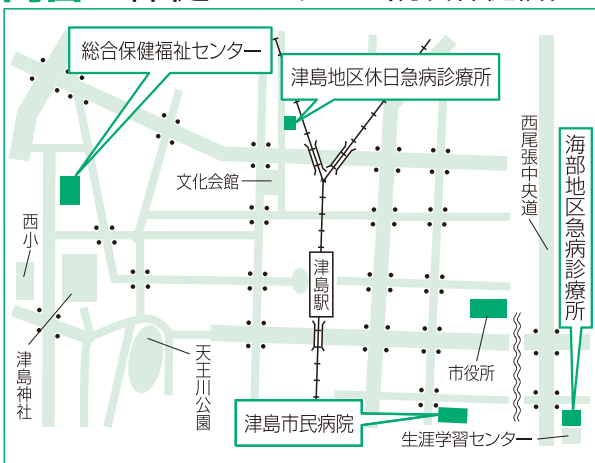 総合保健福祉センター
津島地区休日急病診療所
西尾張中央道
海部地区急病診療所
文化会館
西小
津島駅
市役所
津島神社
天王川公園
津島市民病院
生涯学習センター